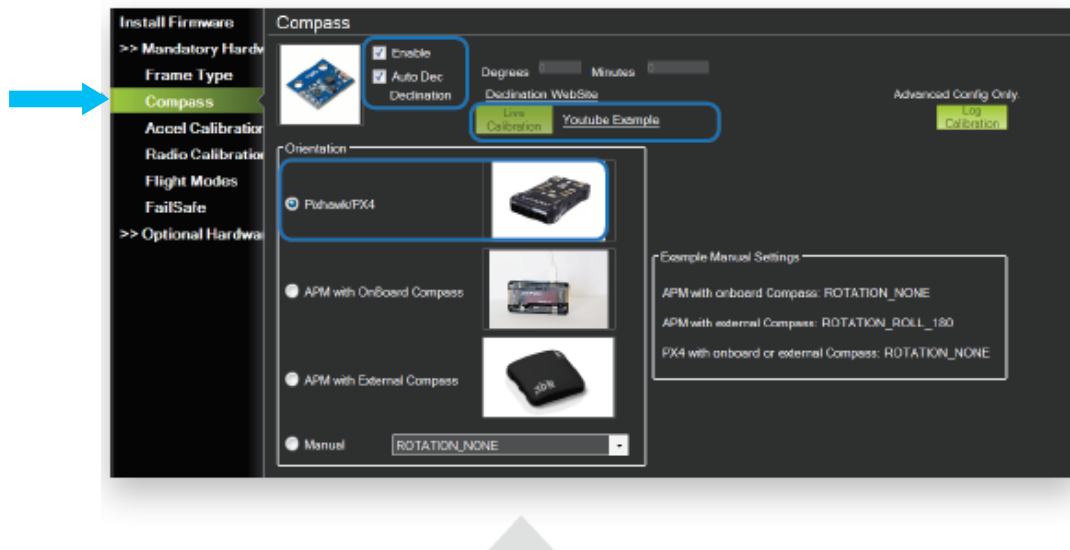 Install Firmware
Compass
>> Mandatory Hardw
Frame Type
Compass
Accel Calibration
Radio Calibration
Flight Modes
FailSafe
>> Optional Hardwa
Enable
Auto Dec
Declination
Degrees
Minutes
Declination WebSite
Live
Calibration
Youtube Example
Advanced Config Only.
Log
Calibration
Orientation
Pixhawk/PX4
APM with OnBoard Compass
APM with External Compass
Manual
ROTATION_NONE
Example Manual Settings
APM with onboard Compass: ROTATION_NONE
APM with external Compass: ROTATION_ROLL_180
PX4 with onboard or external Compass: ROTATION_NONE